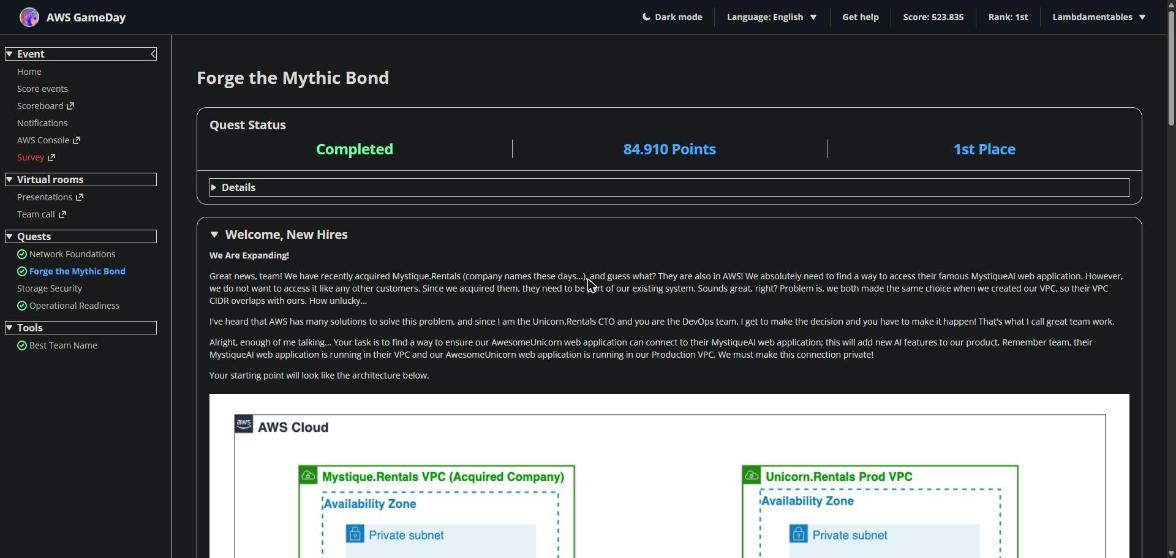 AWS GameDay
Dark mode
Language: English
Get help
Score: 523.835
Rank: 1st
Lambdamentables
Event
Home
Score events
Scoreboard
Notifications
AWS Console
Survey
Virtual rooms
Presentations
Team call
Quests
Network Foundations
Forge the Mythic Bond
Storage Security
Operational Readiness
Tools
Best Team Name
Forge the Mythic Bond
Quest Status
Completed
84.910 Points
1st Place
Details
Welcome, New Hires
We Are Expanding!
Great news, team! We have recently acquired Mystique.Rentals (company names these days...), and guess what? They are also in AWS! We absolutely need to find a way to access their famous MystiqueAI web application. However,
we do not want to access it like any other customers. Since we acquired them, they need to be part of our existing system. Sounds great, right? Problem is, we both made the same choice when we created our VPC, so their VPC
CIDR overlaps with ours. How unlucky...
I've heard that AWS has many solutions to solve this problem, and since I am the Unicorn.Rentals CTO and you are the DevOps team. I get to make the decision and you have to make it happen! That's what I call great team work.
Alright, enough of me talking... Your task is to find a way to ensure our AwesomeUnicorn web application can connect to their MystiqueAI web application; this will add new AI features to our product. Remember team, their
MystiqueAI web application is running in their VPC and our AwesomeUnicorn web application is running in our Production VPC. We must make this connection private!
Your starting point will look like the architecture below.
aws
AWS Cloud
Mystique.Rentals VPC (Acquired Company)
Availability Zone
Private subnet
Unicorn.Rentals Prod VPC
Availability Zone
Private subnet